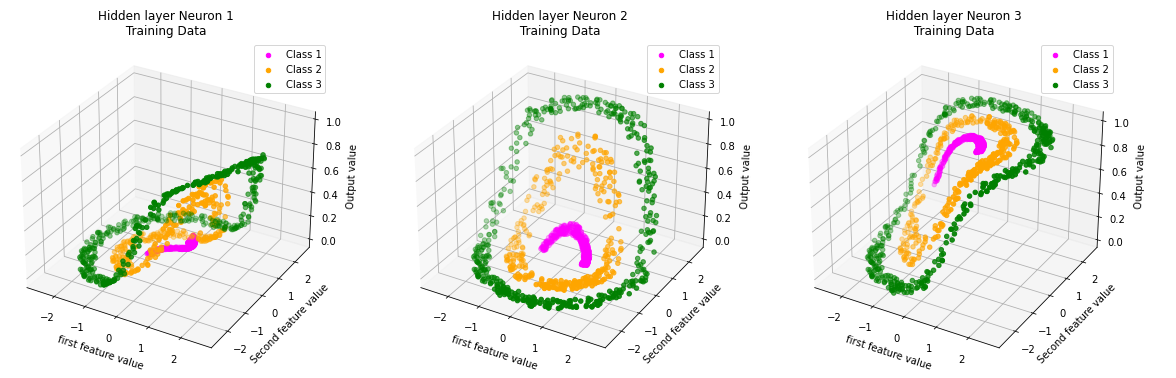 Hidden layer Neuron 1
Training Data
Class 1
Class 2
Class 3
1.0
0.8
0.6
0.4
0.2
0.0
Output value
2
1
0
−1
−2
Second feature value
−2
−1
0
1
2
first feature value
Hidden layer Neuron 2
Training Data
Class 1
Class 2
Class 3
1.0
0.8
0.6
0.4
0.2
0.0
Output value
2
1
0
−1
−2
Second feature value
−2
−1
0
1
2
first feature value
Hidden layer Neuron 3
Training Data
Class 1
Class 2
Class 3
1.0
0.8
0.6
0.4
0.2
0.0
Output value
2
1
0
−1
−2
Second feature value
−2
−1
0
1
2
first feature value